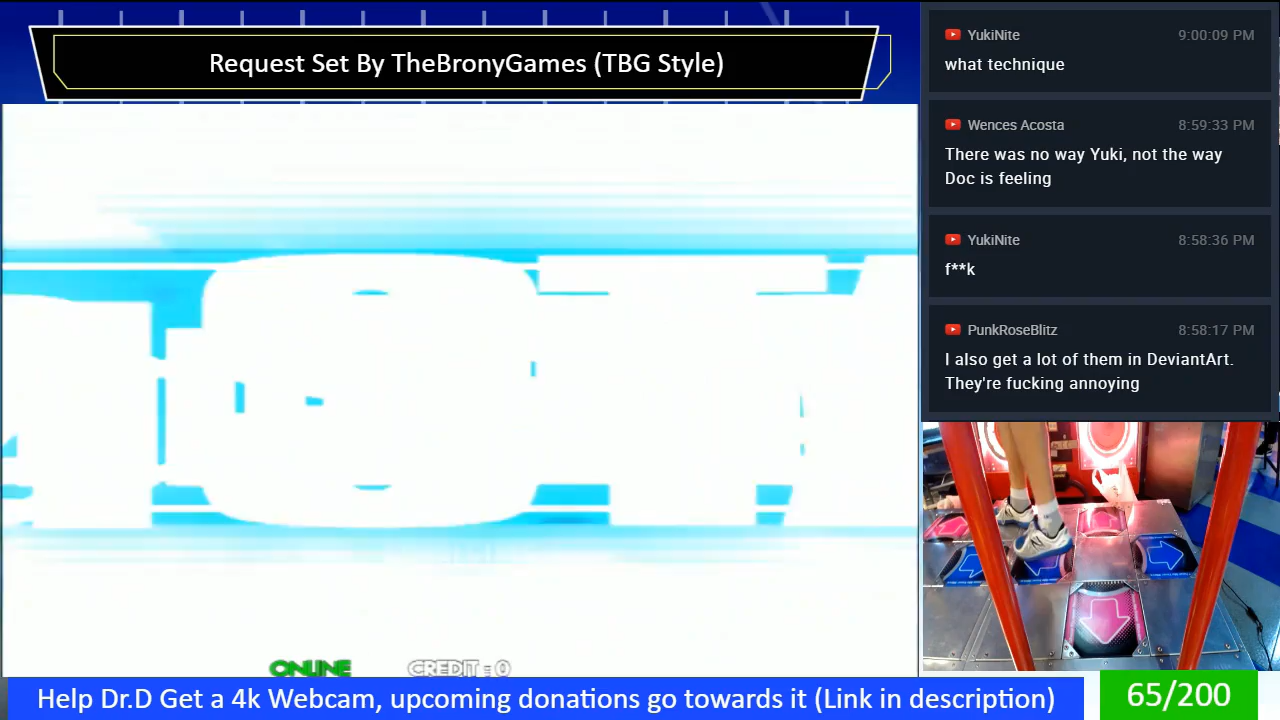 Request Set By TheBronyGames (TBG Style)
YukiNite 9:00:09 PM
what technique
Wences Acosta 8:59:33 PM
There was no way Yuki, not the way
Doc is feeling
YukiNite 8:58:36 PM
f**k
PunkRoseBlitz 8:58:17 PM
I also get a lot of them in DeviantArt.
They're fucking annoying
ONLINE CREDIT : 0
Help Dr.D Get a 4k Webcam, upcoming donations go towards it (Link in description)
65/200